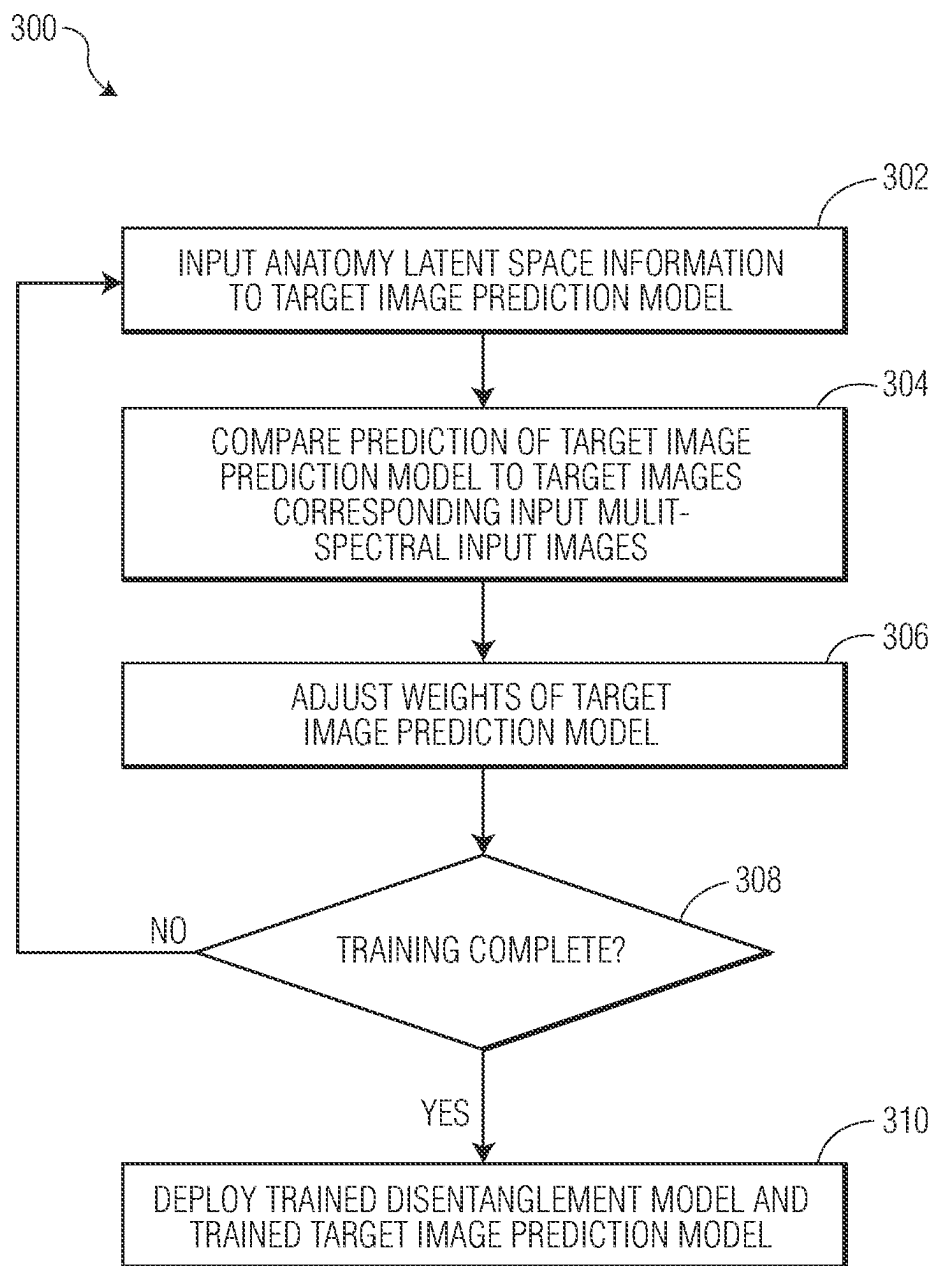 300
302
INPUT ANATOMY LATENT SPACE INFORMATION
TO TARGET IMAGE PREDICTION MODEL
304
COMPARE PREDICTION OF TARGET IMAGE
PREDICTION MODEL TO TARGET IMAGES
CORRESPONDING INPUT MULIT-
SPECTRAL INPUT IMAGES
306
ADJUST WEIGHTS OF TARGET
IMAGE PREDICTION MODEL
308
NO
TRAINING COMPLETE?
YES
310
DEPLOY TRAINED DISENTANGLEMENT MODEL AND
TRAINED TARGET IMAGE PREDICTION MODEL